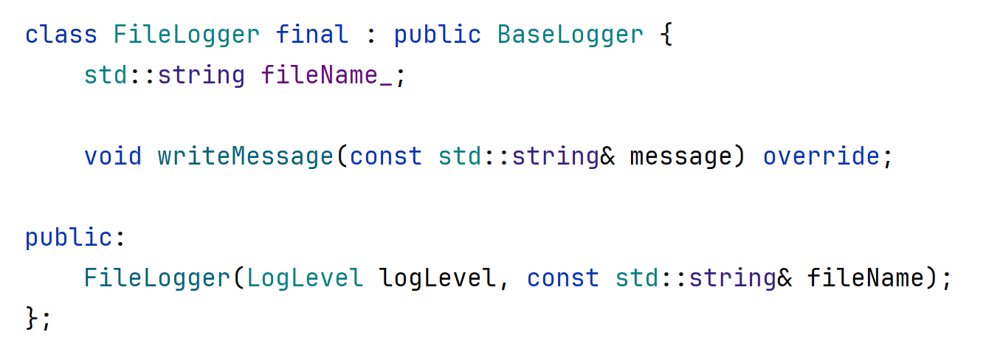 class FileLogger final : public BaseLogger {
    std::string fileName_;

    void writeMessage(const std::string& message) override;

public:
    FileLogger(LogLevel logLevel, const std::string& fileName);
};